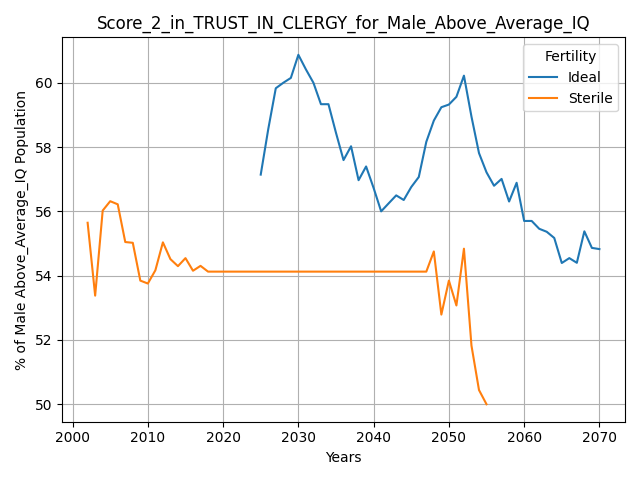 Score_2_in_TRUST_IN_CLERGY_for_Male_Above_Average_IQ
Fertility
Ideal
Sterile
% of Male Above_Average_IQ Population
60
58
56
54
52
50
2000 2010 2020 2030 2040 2050 2060 2070
Years